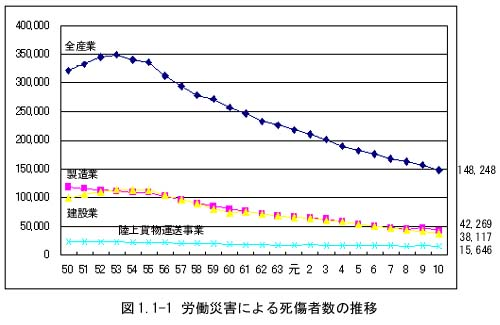 400,000
全産業
350,000
300,000
250,000
200,000
150,000
148,248
製造業
100,000
建設業
50,000
陸上貨物運送事業
42,269
38,117
15,646
0
50 51 52 53 54 55 56 57 58 59 60 61 62 63 元 2 3 4 5 6 7 8 9 10
図1.1-1 労働災害による死傷者数の推移